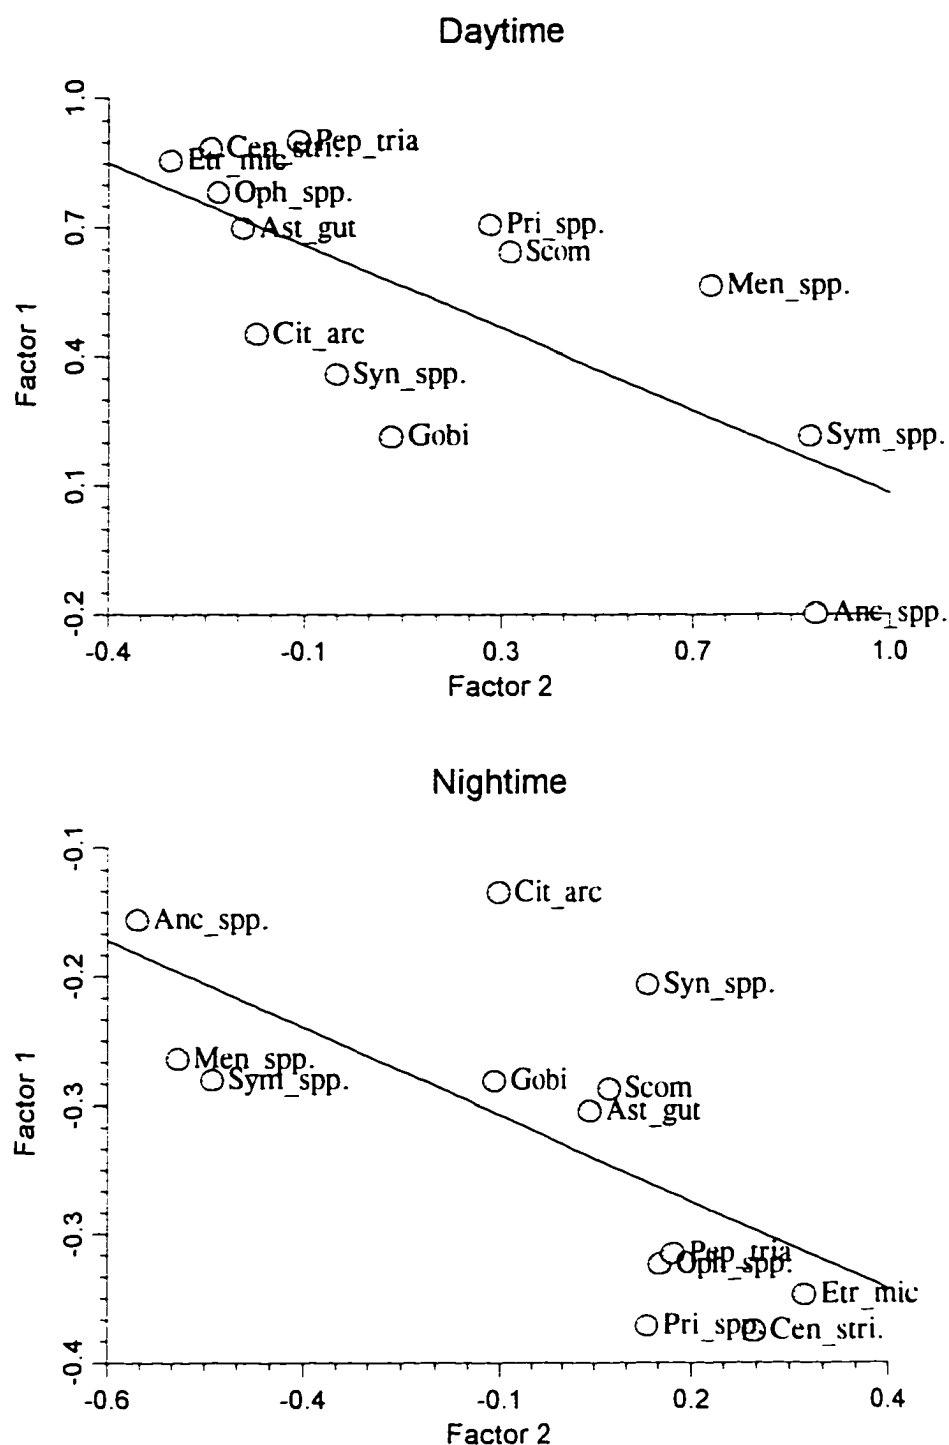 Daytime
1.0
Pep_tria
Cen_stri.
Etr_mic
Oph_spp.
0.7
Ast_gut
Pri_spp.
Scom
Men_spp.
Factor 1
Cit_arc
0.4
Syn_spp.
Gobi
Sym_spp.
0.1
-0.2
Anc_spp.
-0.4 -0.1 0.3 0.7 1.0
Factor 2
Nightime
-0.1
Cit_arc
Anc_spp.
-0.2
Syn_spp.
Factor 1
Men_spp.
Sym_spp.
Gobi
Scom
-0.3
Ast_gut
-0.3
Pep_tria
Oph_spp.
Etr_mic
Pri_spp.
Cen_stri.
-0.4
-0.6 -0.4 -0.1 0.2 0.4
Factor 2